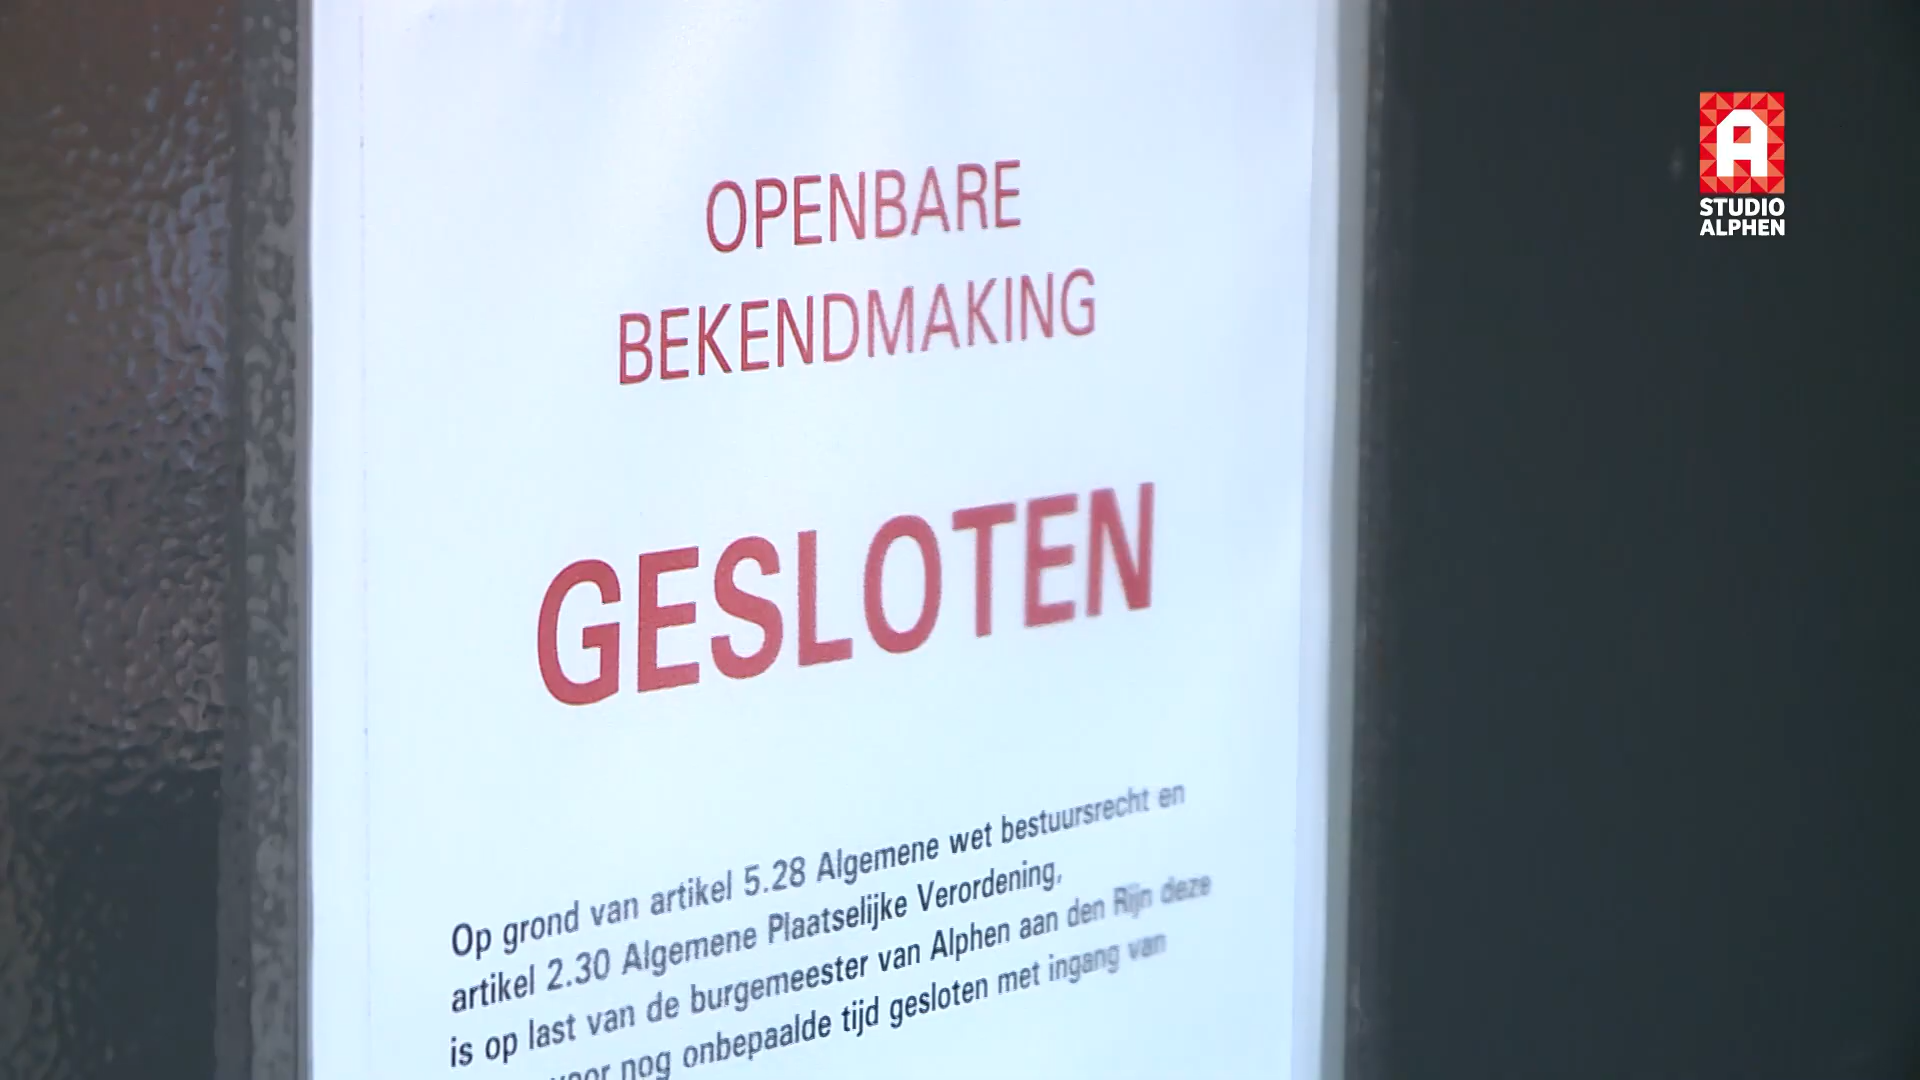 OPENBARE
BEKENDMAKING
GESLOTEN
Op grond van artikel 5.28 Algemene wet bestuursrecht en
artikel 2.30 Algemene Plaatselijke Verordening,
is op last van de burgemeester van Alphen aan den Rijn deze
voor nog onbepaalde tijd gesloten met ingang van
A
STUDIO
ALPHEN